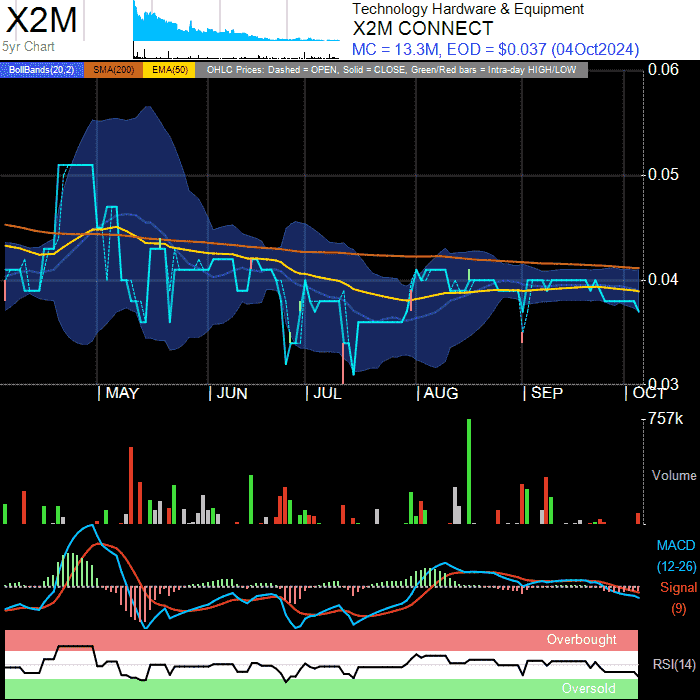 X2M
5yr Chart
Technology Hardware & Equipment
X2M CONNECT
MC = 13.3M, EOD = $0.037 (04Oct2024)
BollBands(20,2) SMA(200) EMA(50) OHLC Prices: Dashed = OPEN, Solid = CLOSE, Green/Red bars = Intra-day HIGH/LOW
0.06
0.05
0.04
0.03
MAY JUN JUL AUG SEP OCT
757k
Volume
MACD
(12-26)
Signal
(9)
Overbought
RSI(14)
Oversold